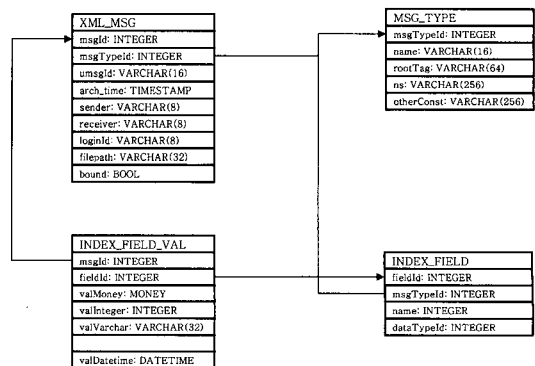 XML_MSG
msgId: INTEGER
msgTypeId: INTEGER
umsgId: VARCHAR(16)
arch_time: TIMESTAMP
sender: VARCHAR(8)
receiver: VARCHAR(8)
loginId: VARCHAR(8)
filepath: VARCHAR(32)
bound: BOOL
MSG_TYPE
msgTypeId: INTEGER
name: VARCHAR(16)
rootTag: VARCHAR(64)
ns: VARCHAR(256)
otherConst: VARCHAR(256)
INDEX_FIELD_VAL
msgId: INTEGER
fieldId: INTEGER
valMoney: MONEY
valInteger: INTEGER
valVarchar: VARCHAR(32)
valDatetime: DATETIME
INDEX_FIELD
fieldId: INTEGER
msgTypeId: INTEGER
name: INTEGER
dataTypeId: INTEGER